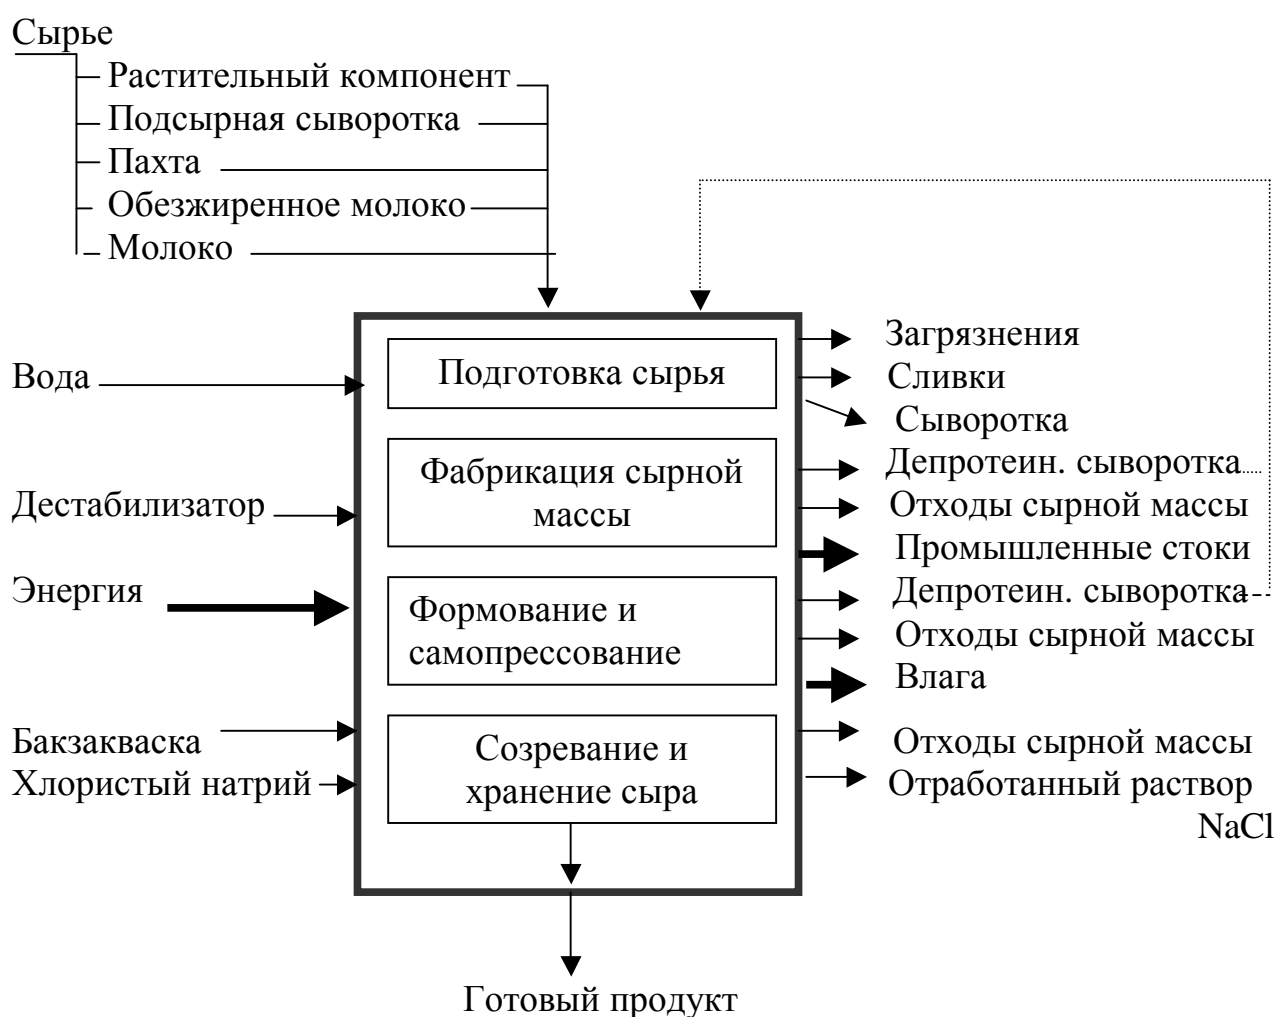 Сырье
Растительный компонент
Подсырная сыворотка
Пахта
Обезжиренное молоко
Молоко
Вода
Дестабилизатор
Энергия
Бакзакваска
Хлористый натрий
Подготовка сырья
Фабрикация сырной
массы
Формование и
самопрессование
Созревание и
хранение сыра
Загрязнения
Сливки
Сыворотка
Депротеин. сыворотка
Отходы сырной массы
Промышленные стоки
Депротеин. сыворотка
Отходы сырной массы
Влага
Отходы сырной массы
Отработанный раствор
NaCl
Готовый продукт